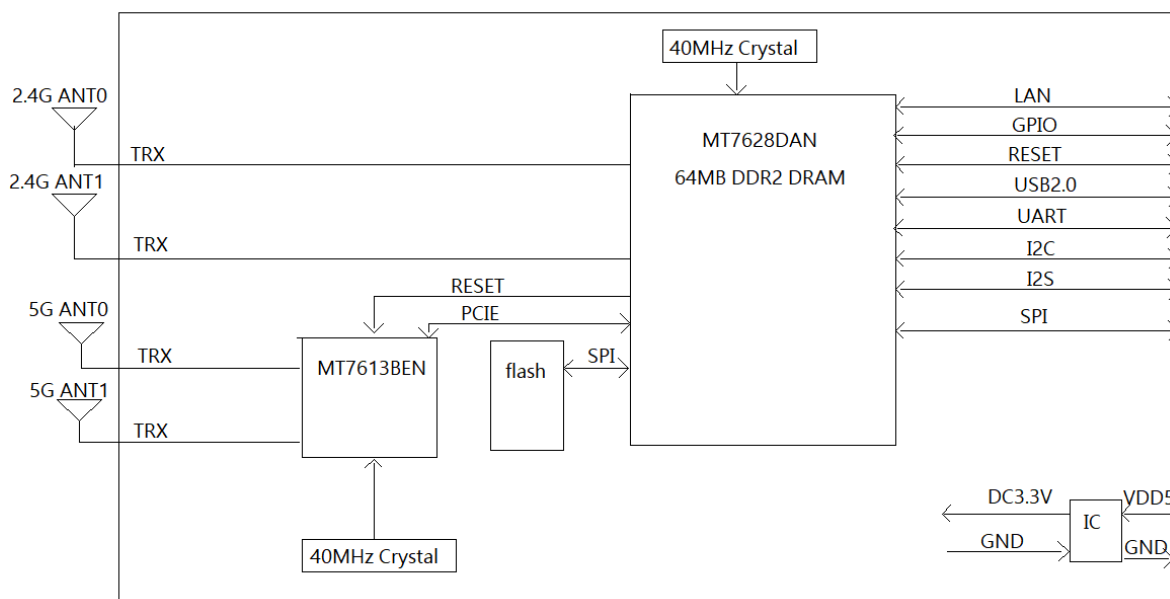 40MHz Crystal
2.4G ANT0
TRX
2.4G ANT1
TRX
MT7628DAN
64MB DDR2 DRAM
LAN
GPIO
RESET
USB2.0
UART
I2C
I2S
SPI
RESET
PCIE
5G ANT0
TRX
5G ANT1
TRX
MT7613BEN
flash
SPI
40MHz Crystal
DC3.3V
GND
IC
VDD5
GND